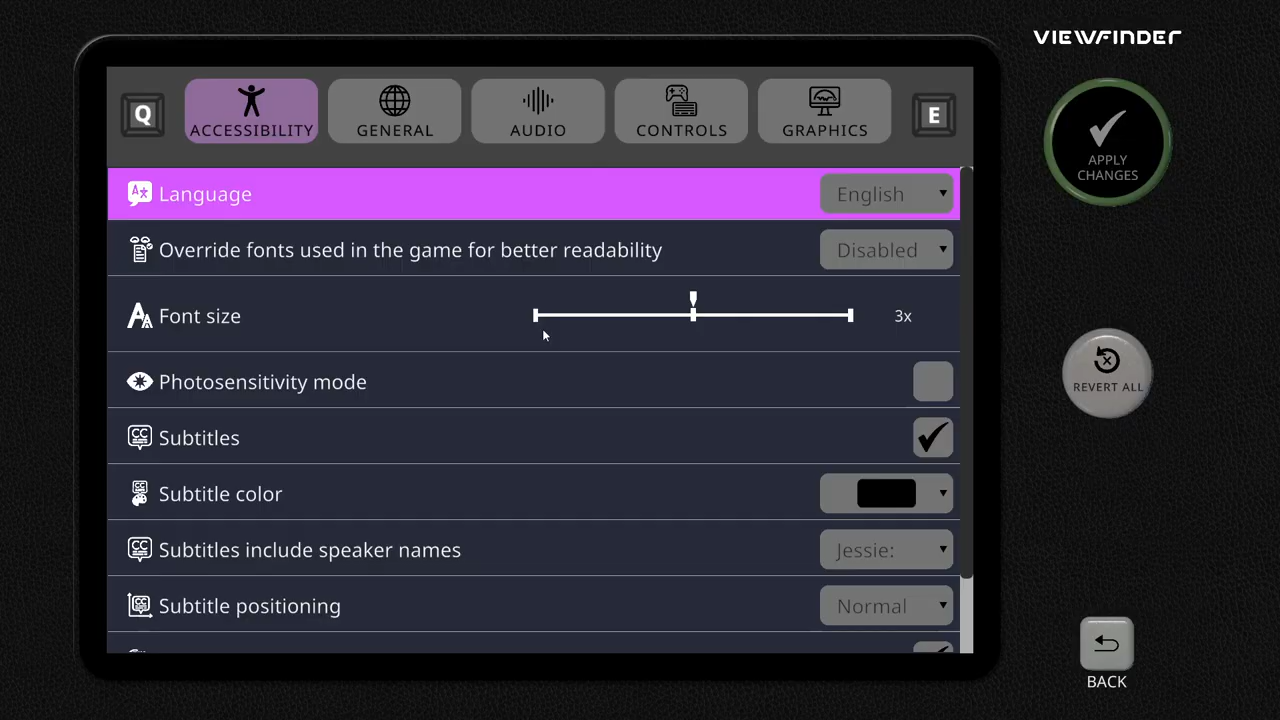 VIEWFINDER
Q
ACCESSIBILITY
GENERAL
AUDIO
CONTROLS
GRAPHICS
E
Language
English
Override fonts used in the game for better readability
Disabled
Font size
3x
Photosensitivity mode
Subtitles
Subtitle color
Subtitles include speaker names
Jessie:
Subtitle positioning
Normal
APPLY
CHANGES
REVERT ALL
BACK